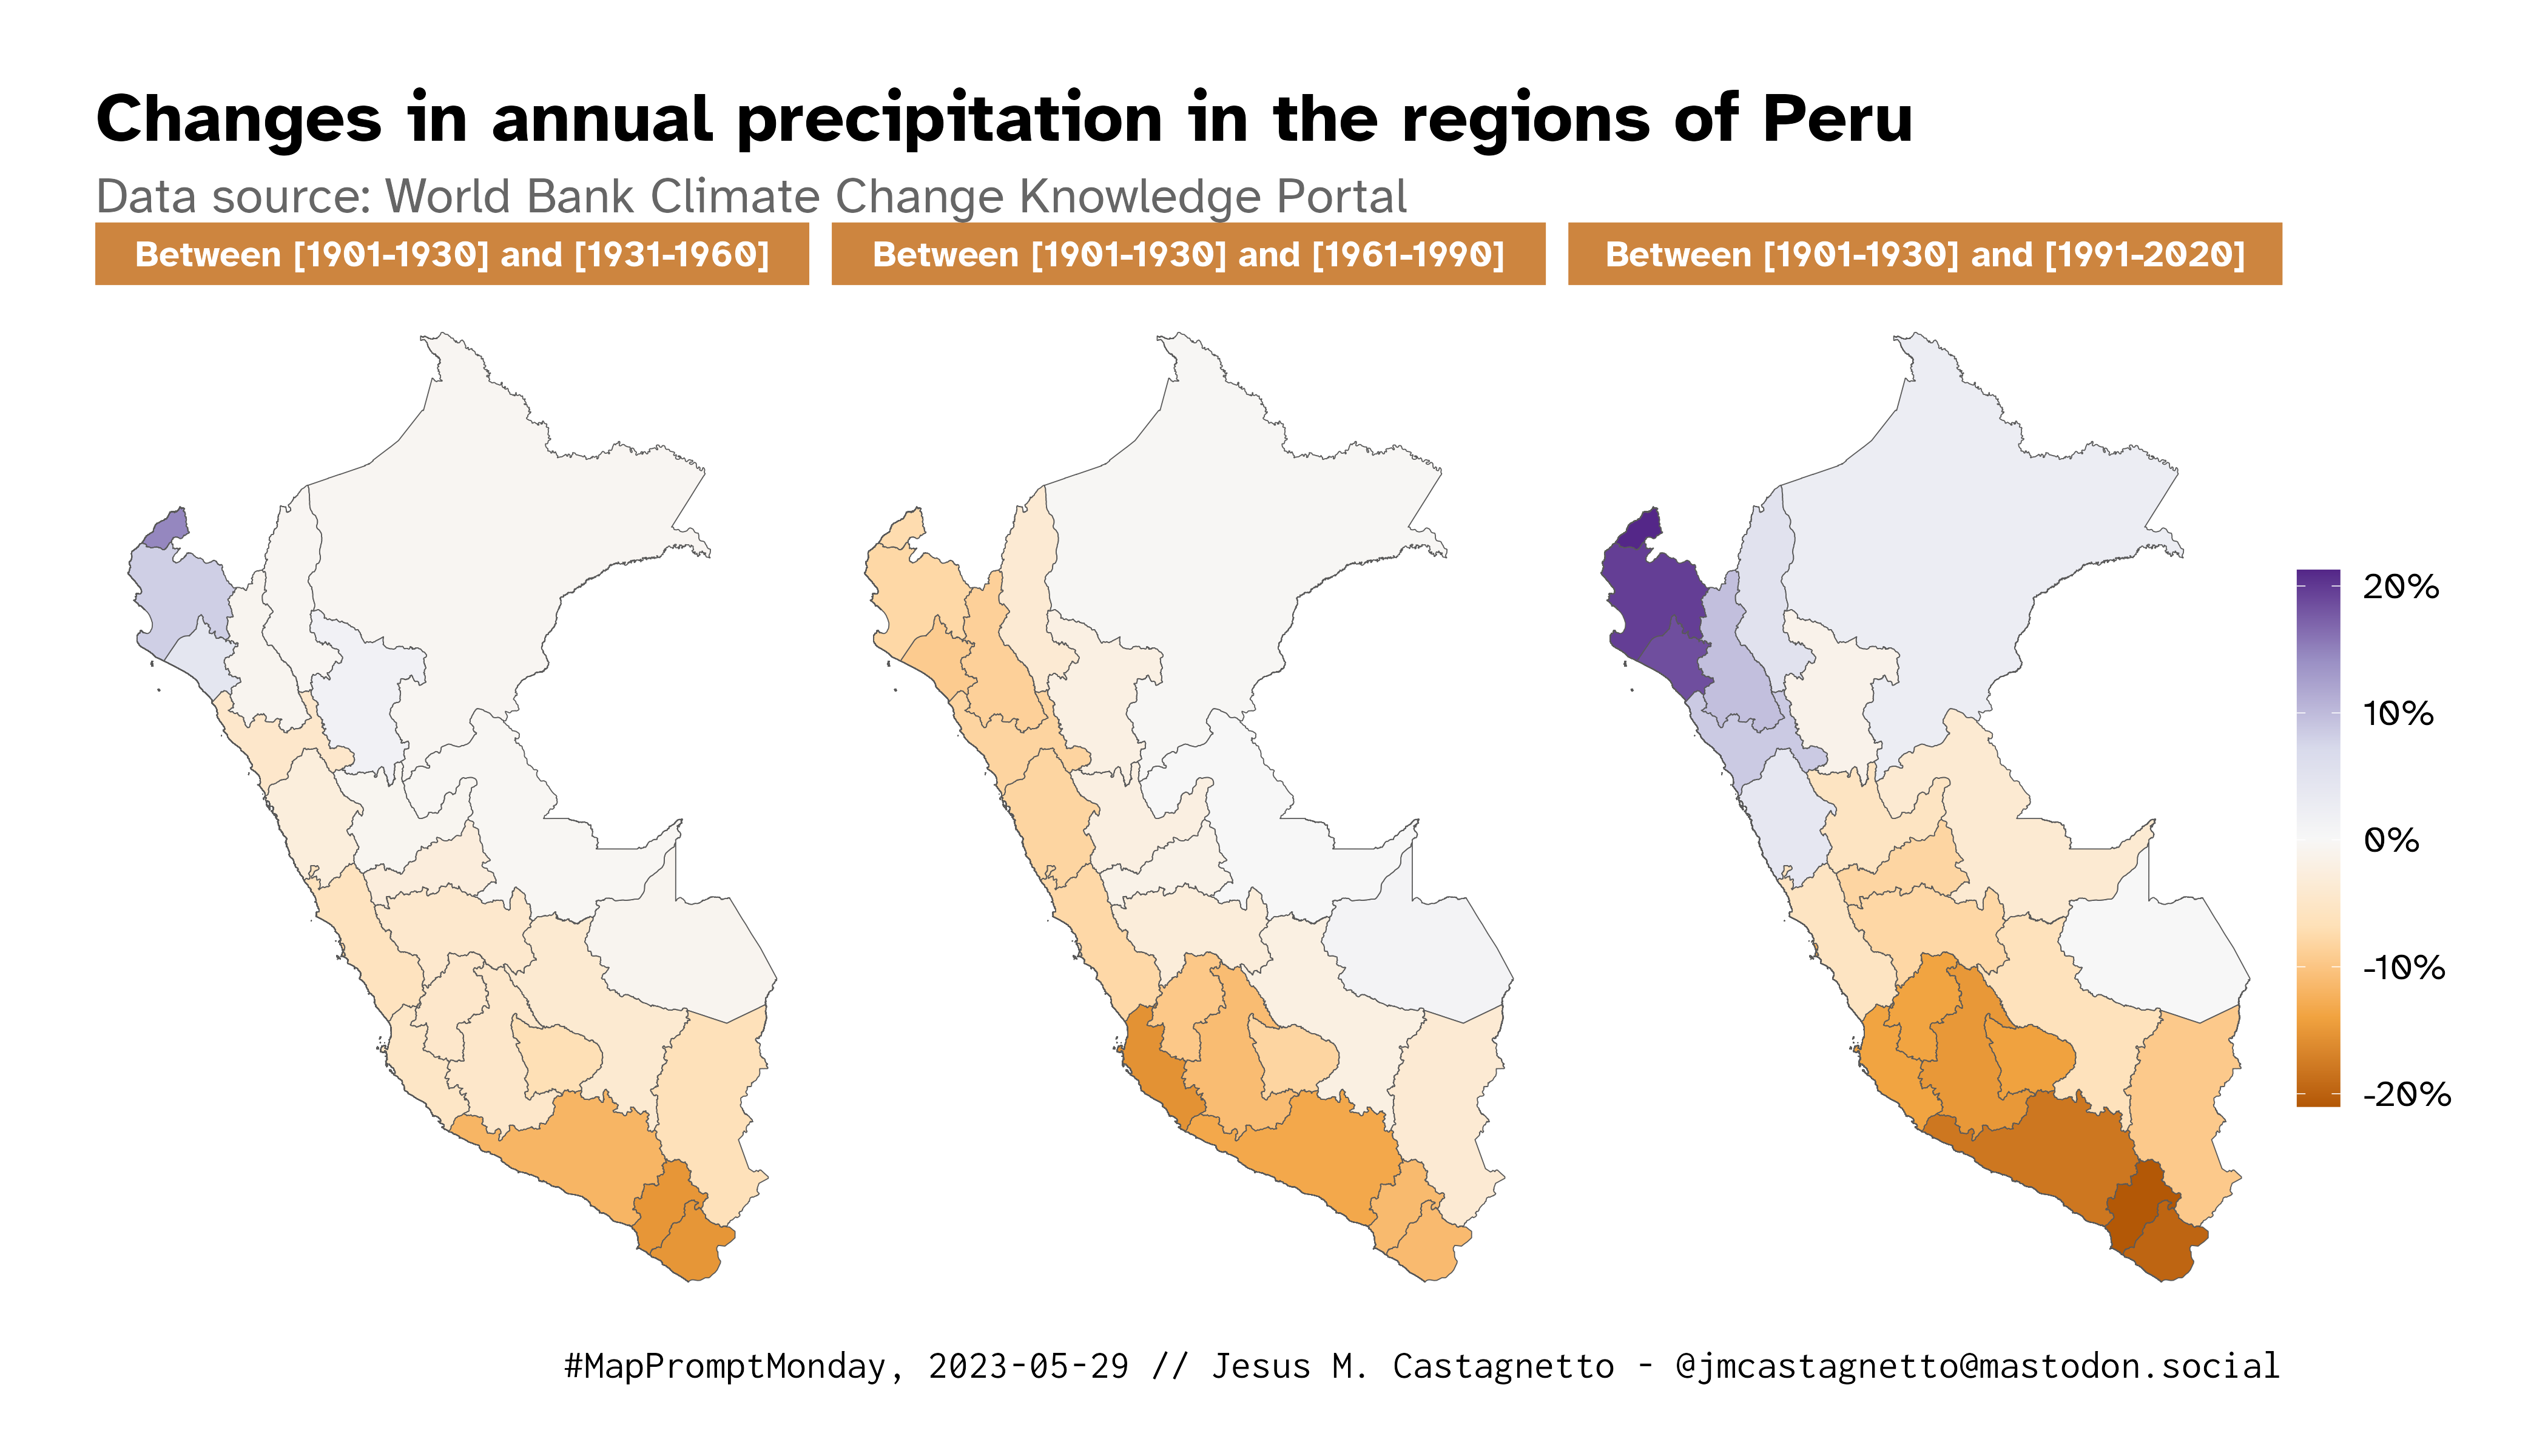 Changes in annual precipitation in the regions of Peru
Data source: World Bank Climate Change Knowledge Portal
Between [1901-1930] and [1931-1960]
Between [1901-1930] and [1961-1990]
Between [1901-1930] and [1991-2020]
20%
10%
0%
-10%
-20%
#MapPromptMonday, 2023-05-29 // Jesus M. Castagnetto - @jmcastagnetto@mastodon.social